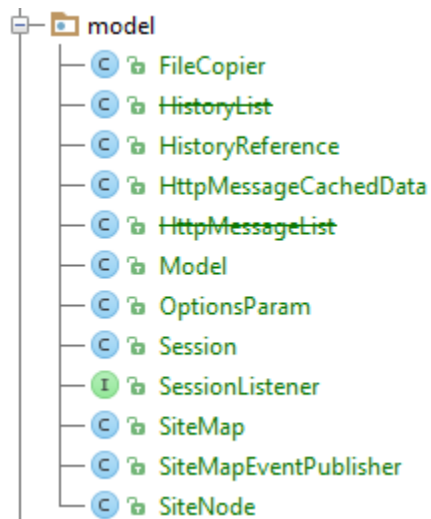 model
C FileCopier
C HistoryList
C HistoryReference
C HttpMessageCachedData
C HttpMessageList
C Model
C OptionsParam
C Session
I SessionListener
C SiteMap
C SiteMapEventPublisher
C SiteNode